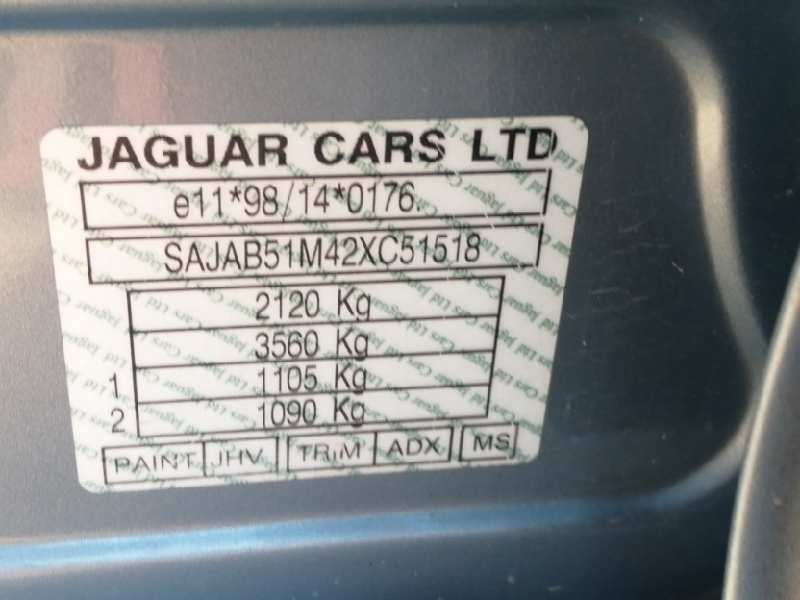 JAGUAR CARS LTD
e11*98/14*0176.
SAJAB51M42XC51518
2120 Kg
3560 Kg
1 1105 Kg
2 1090 Kg
PAINT JHV TRIM ADX MS